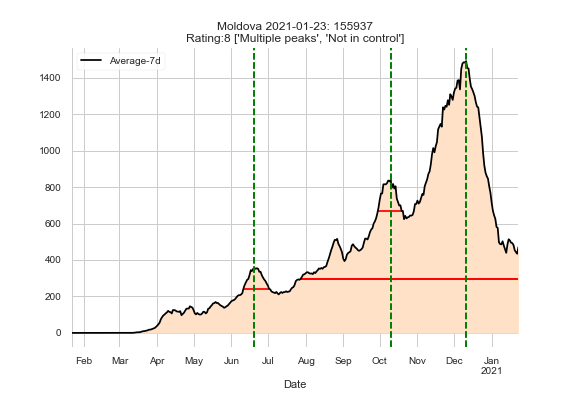 Moldova 2021-01-23: 155937
Rating:8 ['Multiple peaks', 'Not in control']
Average-7d
1400
1200
1000
800
600
400
200
0
Feb Mar Apr May Jun Jul Aug Sep Oct Nov Dec Jan
2021
Date